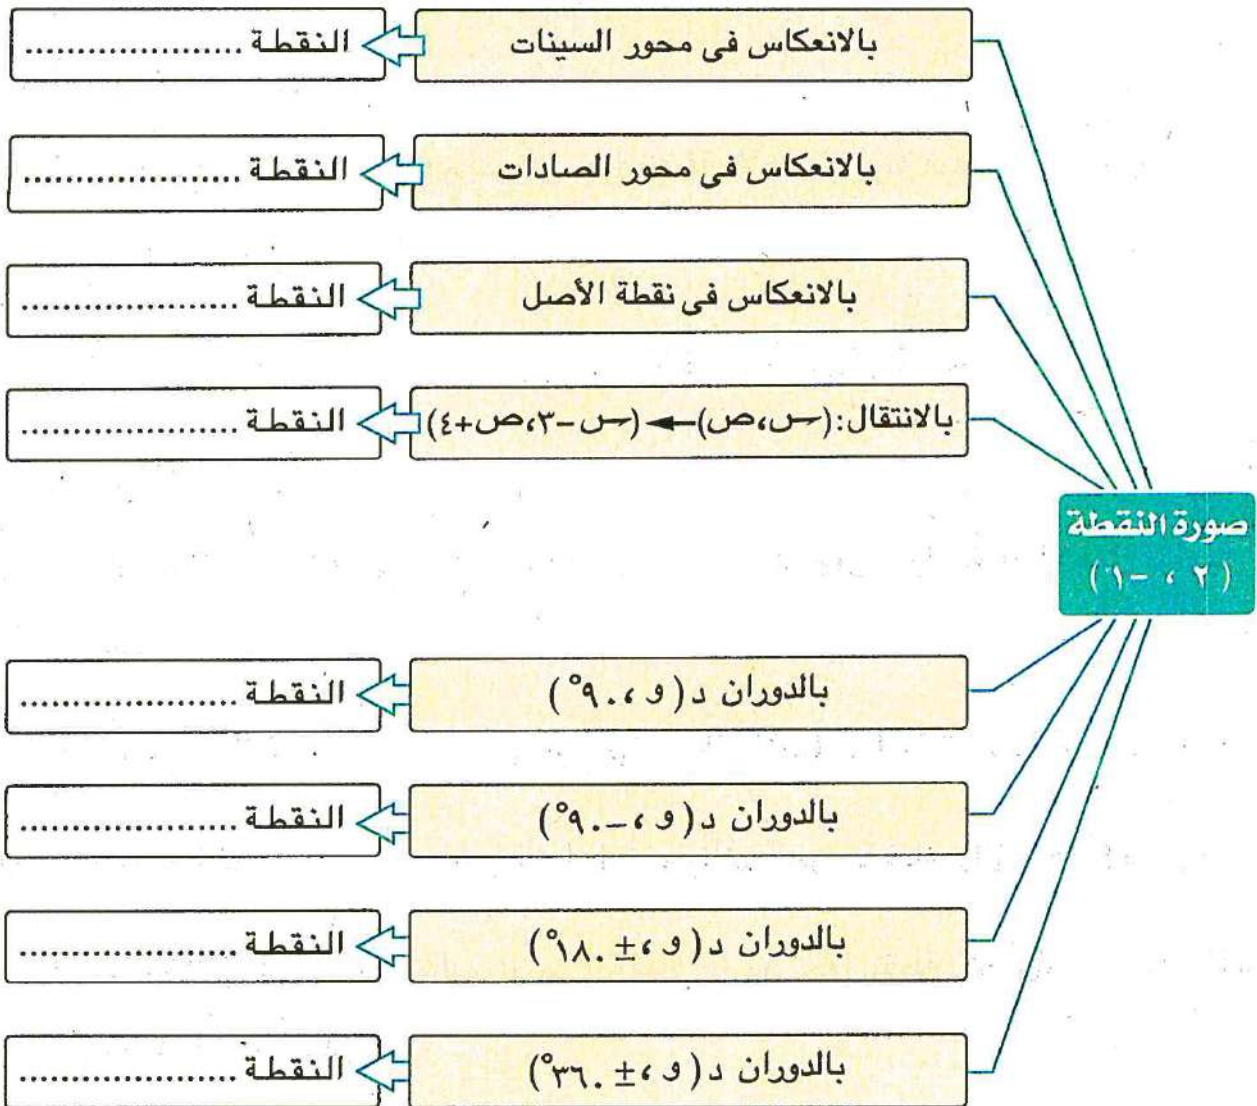 بالانعكاس فى محور السينات
النقطة .....................
بالانعكاس فى محور الصادات
النقطة .....................
بالانعكاس فى نقطة الأصل
النقطة .....................
بالانتقال: (س، ص) ← (س - ٣، ص + ٤)
النقطة .....................
صورة النقطة
(٢ ، -١)
بالدوران د (و ، ٩٠°)
النقطة .....................
بالدوران د (و ، -٩٠°)
النقطة .....................
بالدوران د (و ، ± ١٨٠°)
النقطة .....................
بالدوران د (و ، ± ٣٦٠°)
النقطة .....................